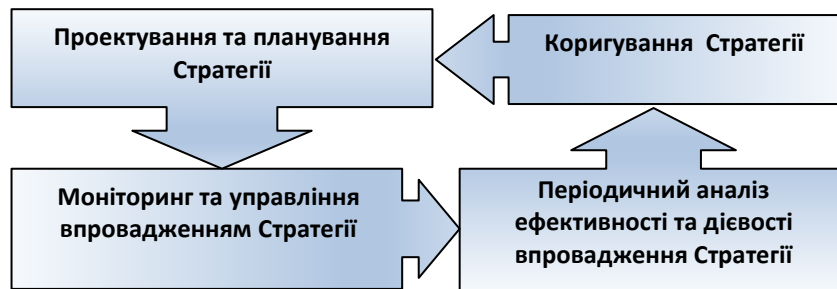 Проектування та планування
Стратегії
Коригування Стратегії
Моніторинг та управління
впровадженням Стратегії
Періодичний аналіз
ефективності та дієвості
впровадження Стратегії